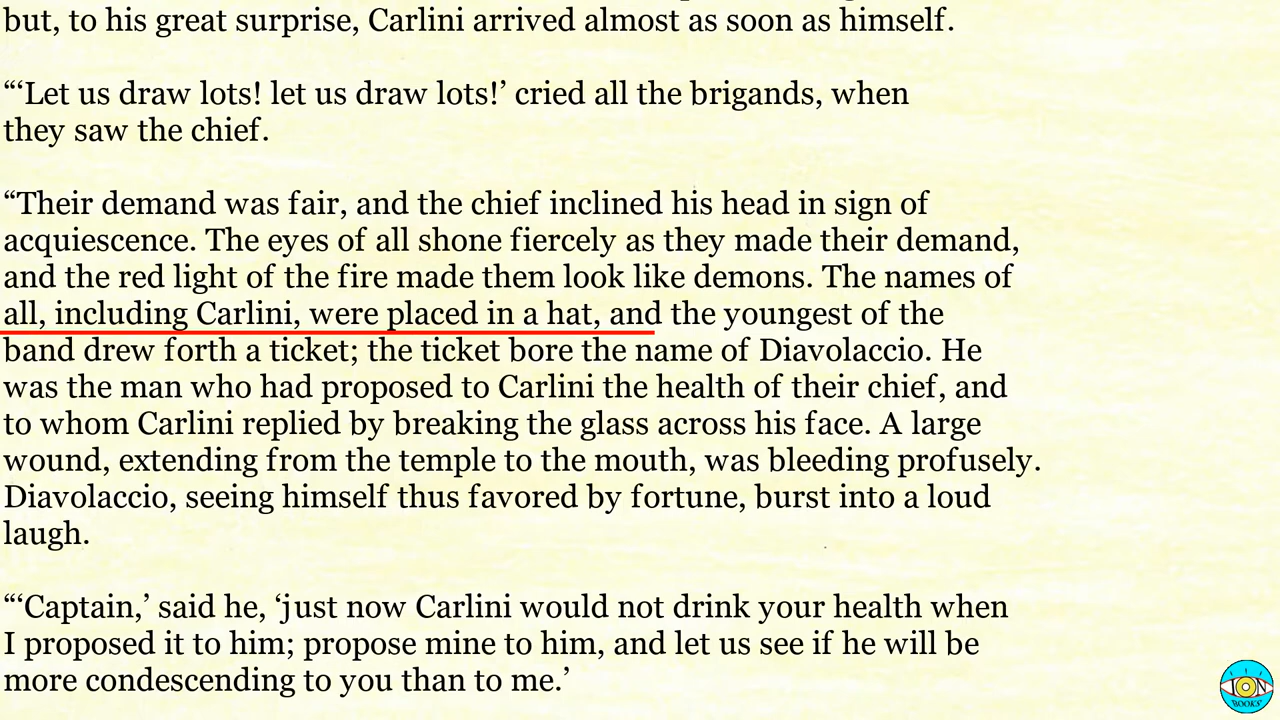 but, to his great surprise, Carlini arrived almost as soon as himself.
“‘Let us draw lots! let us draw lots!’ cried all the brigands, when
they saw the chief.
“Their demand was fair, and the chief inclined his head in sign of
acquiescence. The eyes of all shone fiercely as they made their demand,
and the red light of the fire made them look like demons. The names of
all, including Carlini, were placed in a hat, and the youngest of the
band drew forth a ticket; the ticket bore the name of Diavolaccio. He
was the man who had proposed to Carlini the health of their chief, and
to whom Carlini replied by breaking the glass across his face. A large
wound, extending from the temple to the mouth, was bleeding profusely.
Diavolaccio, seeing himself thus favored by fortune, burst into a loud
laugh.
“‘Captain,’ said he, ‘just now Carlini would not drink your health when
I proposed it to him; propose mine to him, and let us see if he will be
more condescending to you than to me.’
ION
BOOKS